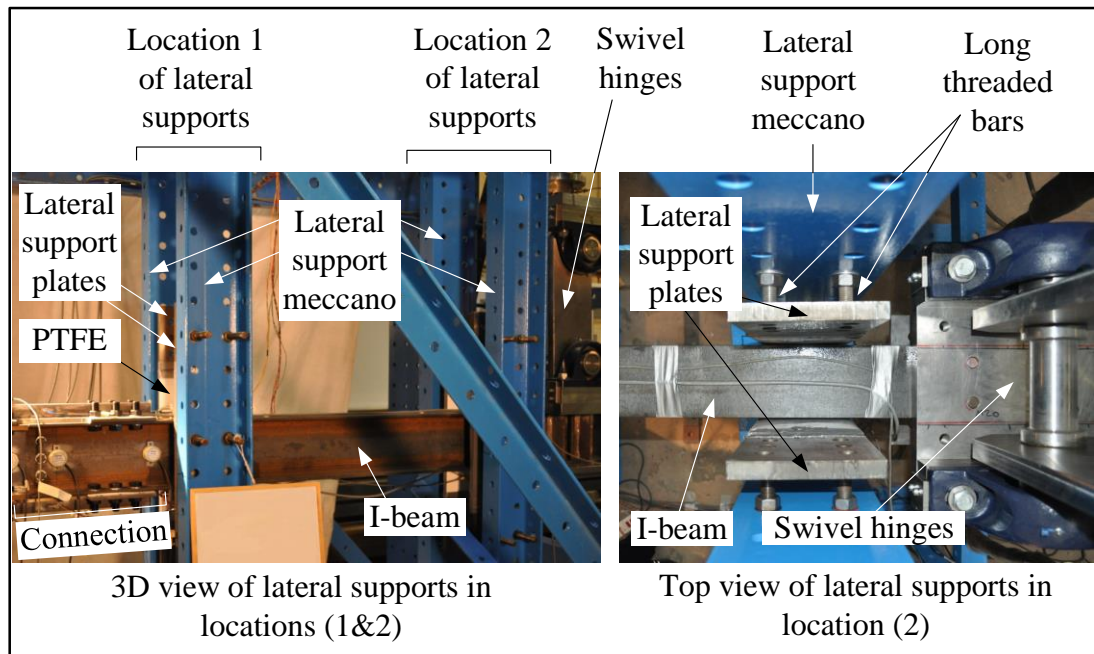 Location 1
of lateral
supports
Location 2
of lateral
supports
Swivel
hinges
Lateral
support
meccano
Long
threaded
bars
Lateral
support
plates
PTFE
Lateral
support
meccano
Connection
I-beam
Lateral
support
plates
20
I-beam
Swivel hinges
3D view of lateral supports in
locations (1&2)
Top view of lateral supports in
location (2)